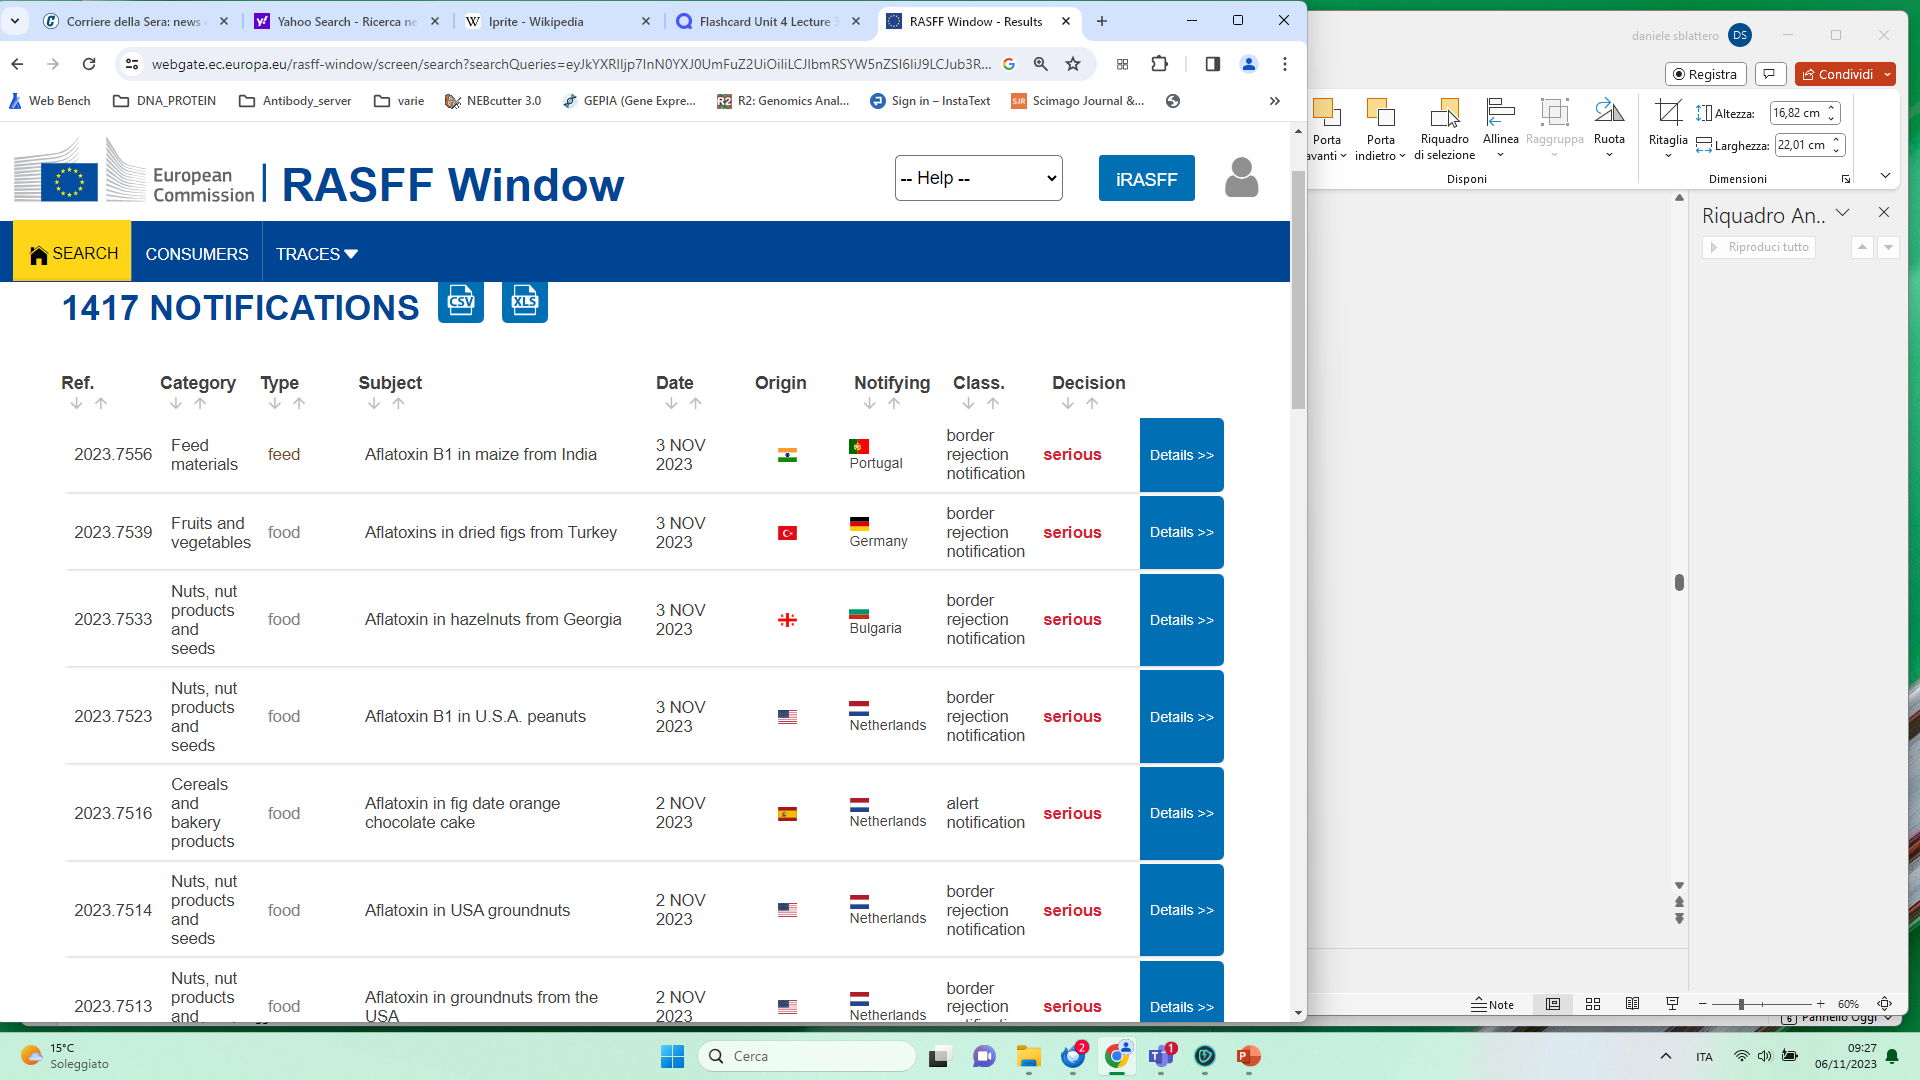 Corriere della Sera: news
Yahoo Search - Ricerca ne
Iprite - Wikipedia
Flashcard Unit 4 Lecture
RASFF Window - Results
webgate.ec.europa.eu/rasff-window/screen/search?searchQueries=eyJkYXRlIjp7InN0YXJ0UmFuZ2UiOiIiLCJlbmRSYW5nZSI6IiJ9LCJub3R...
Web Bench
DNA_PROTEIN
Antibody_server
varie
NEBcutter 3.0
GEPIA (Gene Expre...
R2: Genomics Anal...
Sign in – InstaText
Scimago Journal &...
European Commission
RASFF Window
-- Help --
iRASFF
SEARCH
CONSUMERS
TRACES
1417 NOTIFICATIONS
CSV
XLS
Ref. Category Type Subject Date Origin Notifying Class. Decision
2023.7556 Feed materials feed Aflatoxin B1 in maize from India 3 NOV 2023 Portugal border rejection notification serious Details >>
2023.7539 Fruits and vegetables food Aflatoxins in dried figs from Turkey 3 NOV 2023 Germany border rejection notification serious Details >>
2023.7533 Nuts, nut products and seeds food Aflatoxin in hazelnuts from Georgia 3 NOV 2023 Bulgaria border rejection notification serious Details >>
2023.7523 Nuts, nut products and seeds food Aflatoxin B1 in U.S.A. peanuts 3 NOV 2023 Netherlands border rejection notification serious Details >>
2023.7516 Cereals and bakery products food Aflatoxin in fig date orange chocolate cake 2 NOV 2023 Netherlands alert notification serious Details >>
2023.7514 Nuts, nut products and seeds food Aflatoxin in USA groundnuts 2 NOV 2023 Netherlands border rejection notification serious Details >>
2023.7513 Nuts, nut products and food Aflatoxin in groundnuts from the USA 2 NOV 2023 Netherlands border rejection serious Details >>
daniele sblattero
DS
Registra
Condividi
Porta avanti
Porta indietro
Riquadro di selezione
Allinea
Raggruppa
Ruota
Ritaglia
Altezza: 16,82 cm
Larghezza: 22,01 cm
Disponi
Dimensioni
Riquadro An..
Riproduci tutto
Note
60%
Pannello Oggi
15°C
Soleggiato
Cerca
2
1
ITA
09:27
06/11/2023